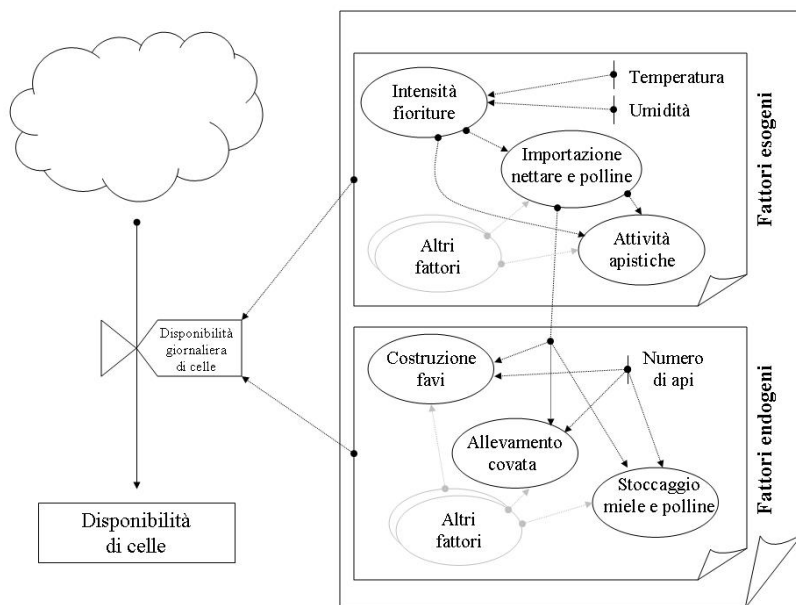 Intensità
fioriture
Temperatura
Umidità
Importazione
nettare e polline
Altri
fattori
Attività
apistiche
Fattori esogeni
Disponibilità
giornaliera
di celle
Costruzione
favi
Numero
di api
Allevamento
covata
Altri
fattori
Stoccaggio
miele e polline
Fattori endogeni
Disponibilità
di celle